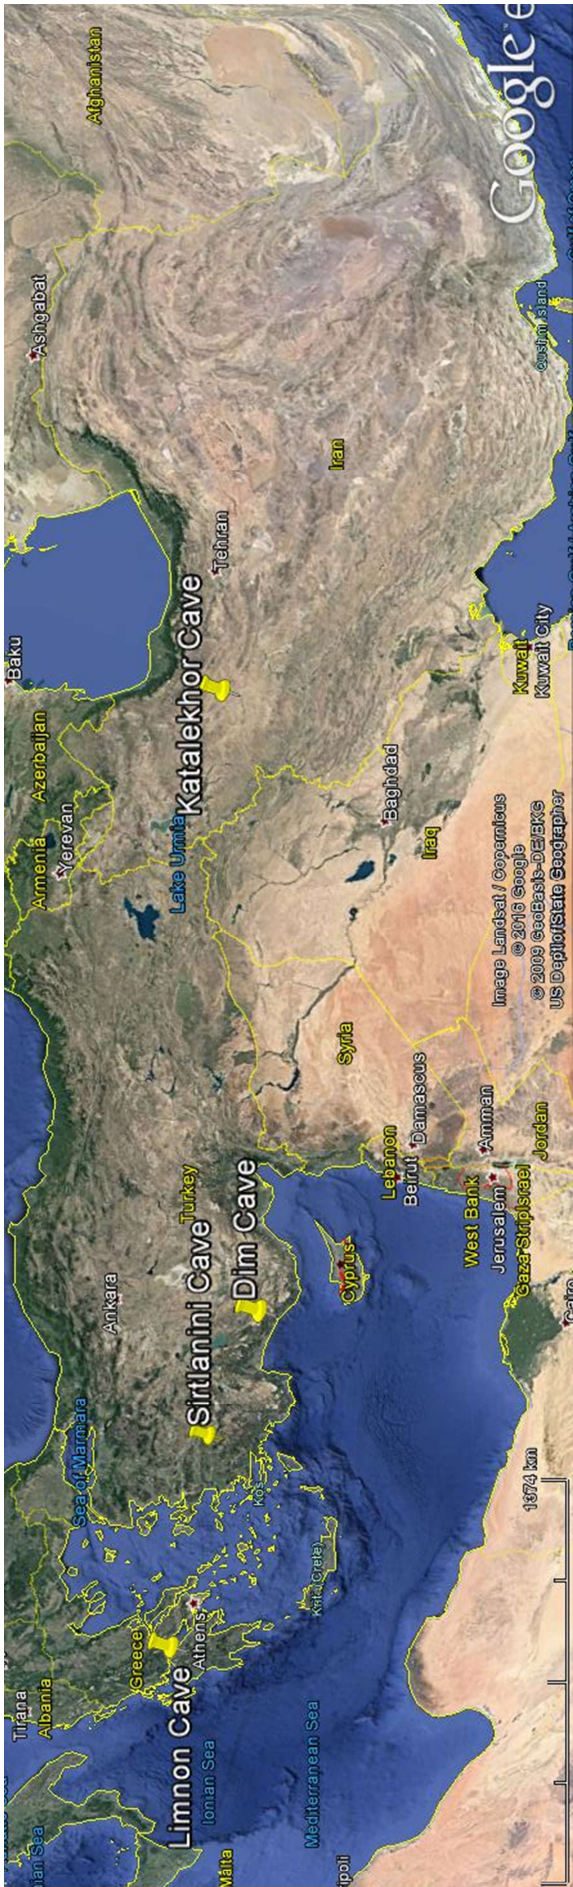 Tirana
Baku
Ashgabat
Albania
Armenia
Azerbaijan
Yerevan
Sea of Marmara
Afghanistan
Ankara
Greece
Limnon Cave
Athens
Sirtlanini Cave
Turkey
Lake Urmia
Katalekhor Cave
Tehran
Ionian Sea
Malta
Dim Cave
Kos
Mediterranean Sea
Kriti (Crete)
Cyprus
Syria
Iran
Lebanon
Beirut
Damascus
Baghdad
Iraq
West Bank
Amman
Jerusalem
Gaza Strip
Israel
Jordan
Kuwait
Kuwait City
Qushm Island
1374 km
Image Landsat / Copernicus
© 2016 Google
© 2009 GeoBasis-DE/BKG
US Dept of State Geographer
Google